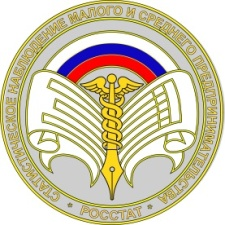 СТАТИСТИЧЕСКОЕ НАБЛЮДЕНИЕ МАЛОГО И СРЕДНЕГО ПРЕДПРИНИМАТЕЛЬСТВА
* РОССТАТ *